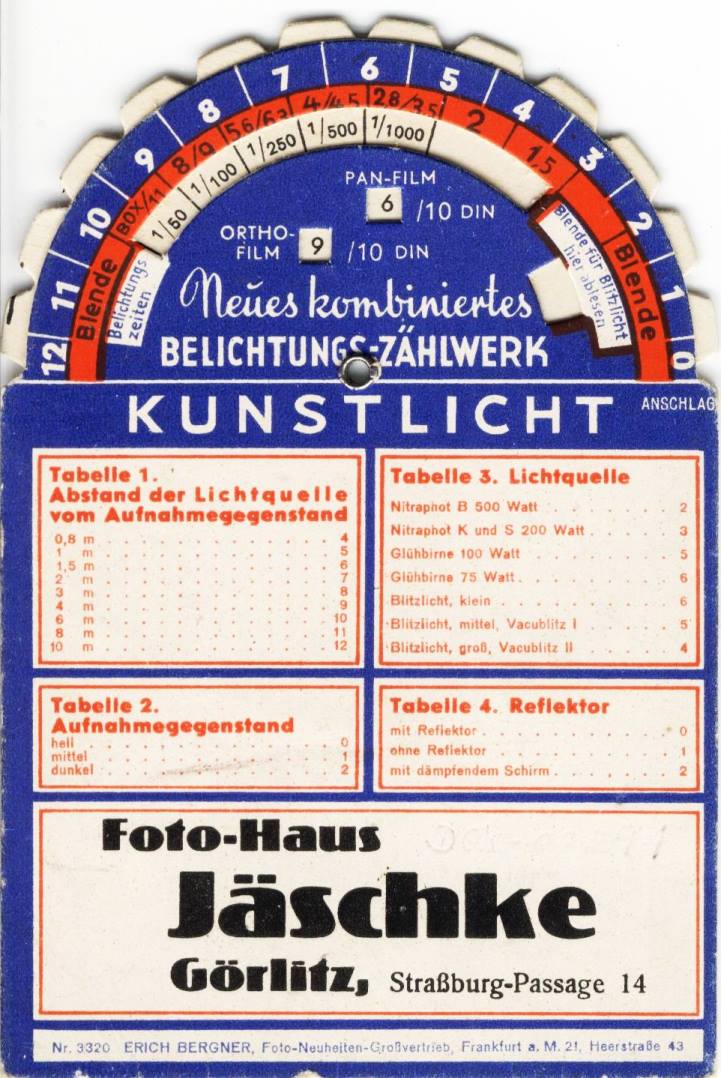 12 11 10 9 8 7 6 5 4 3 2 1 0
Blende BOX/11 8/9 5,6/6,3 4/4,5 2,8/3,5 2 1,5 Blende
Belichtungs
zeiten
1/50 1/100 1/250 1/500 1/1000
Blende für Blitzlicht
hier ablesen
PAN-FILM
6 /10 DIN
ORTHO-
FILM 9 /10 DIN
Neues kombiniertes
BELICHTUNGS-ZÄHLWERK
KUNSTLICHT
ANSCHLAG
Tabelle 1.
Abstand der Lichtquelle
vom Aufnahmegegenstand
0,8 m 4
1 m 5
1,5 m 6
2 m 7
3 m 8
4 m 9
6 m 10
8 m 11
10 m 12
Tabelle 3. Lichtquelle
Nitraphot B 500 Watt 2
Nitraphot K und S 200 Watt 3
Glühbirne 100 Watt 5
Glühbirne 75 Watt 6
Blitzlicht, klein 6
Blitzlicht, mittel, Vacublitz I 5
Blitzlicht, groß, Vacublitz II 4
Tabelle 2.
Aufnahmegegenstand
hell 0
mittel 1
dunkel 2
Tabelle 4. Reflektor
mit Reflektor 0
ohne Reflektor 1
mit dämpfendem Schirm 2
Foto-Haus
Jäschke
Görlitz, Straßburg-Passage 14
Nr. 3320 ERICH BERGNER, Foto-Neuheiten-Großvertrieb, Frankfurt a. M. 21, Heerstraße 43